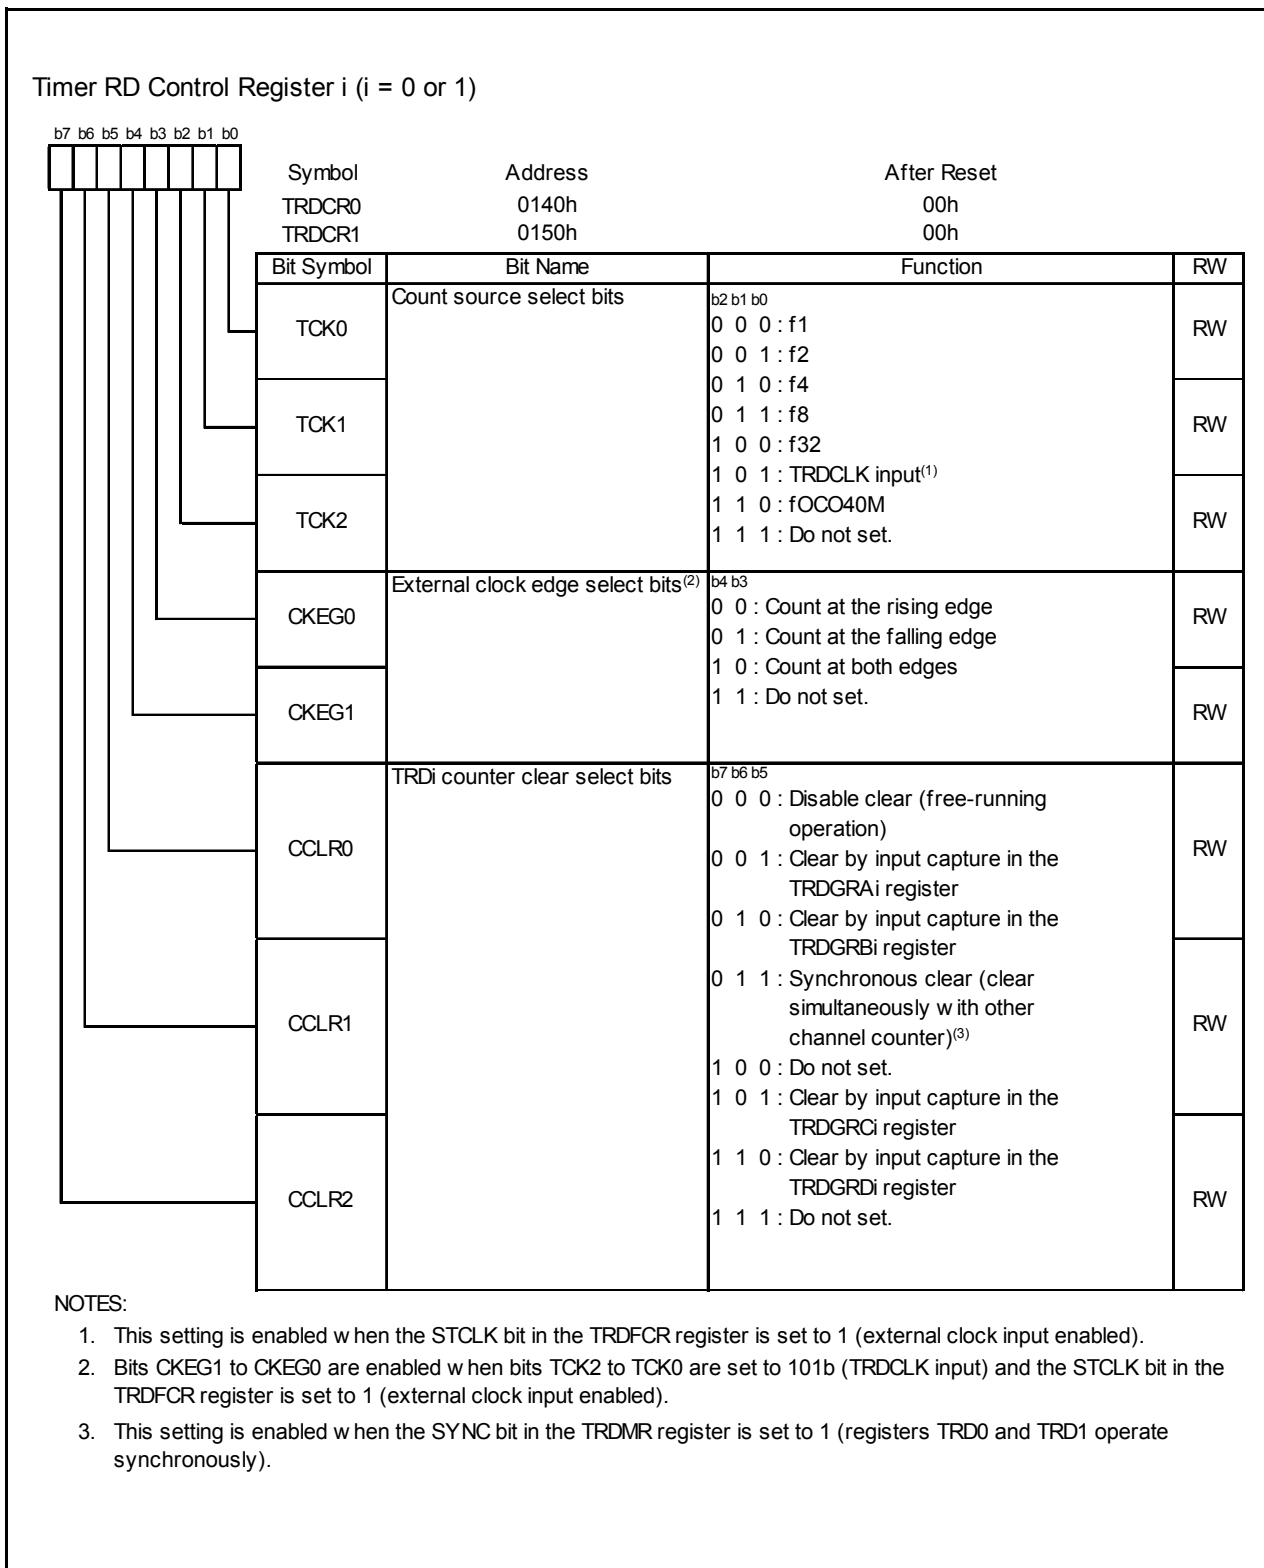 Timer RD Control Register i (i = 0 or 1)
b7 b6 b5 b4 b3 b2 b1 b0
Symbol Address After Reset
TRDCR0 0140h 00h
TRDCR1 0150h 00h
Bit Symbol Bit Name Function RW
TCK0 Count source select bits RW
b2 b1 b0
0 0 0 : f1
0 0 1 : f2
0 1 0 : f4
TCK1 RW
0 1 1 : f8
1 0 0 : f32
1 0 1 : TRDCLK input(1)
TCK2 RW
1 1 0 : fOCO40M
1 1 1 : Do not set.
CKEG0 External clock edge select bits(2) RW
b4 b3
0 0 : Count at the rising edge
0 1 : Count at the falling edge
1 0 : Count at both edges
CKEG1 RW
1 1 : Do not set.
CCLR0 TRDi counter clear select bits RW
b7 b6 b5
0 0 0 : Disable clear (free-running
operation)
0 0 1 : Clear by input capture in the
TRDGRAi register
0 1 0 : Clear by input capture in the
TRDGRBi register
CCLR1 RW
0 1 1 : Synchronous clear (clear
simultaneously with other
channel counter)(3)
1 0 0 : Do not set.
1 0 1 : Clear by input capture in the
TRDGRCi register
CCLR2 RW
1 1 0 : Clear by input capture in the
TRDGRDi register
1 1 1 : Do not set.
NOTES:
1. This setting is enabled when the STCLK bit in the TRDFCR register is set to 1 (external clock input enabled).
2. Bits CKEG1 to CKEG0 are enabled when bits TCK2 to TCK0 are set to 101b (TRDCLK input) and the STCLK bit in the
TRDFCR register is set to 1 (external clock input enabled).
3. This setting is enabled when the SYNC bit in the TRDMR register is set to 1 (registers TRD0 and TRD1 operate
synchronously).